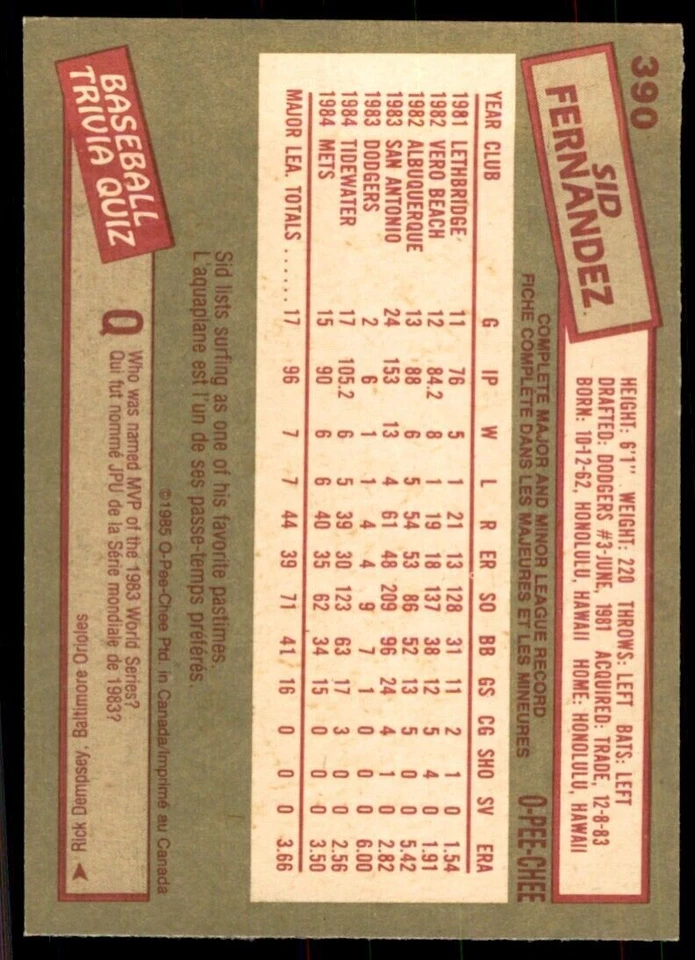 390
SID
FERNANDEZ
HEIGHT: 6'1" WEIGHT: 220 THROWS: LEFT BATS: LEFT
DRAFTED: DODGERS #3-JUNE, 1981 ACQUIRED: TRADE, 12-8-83
BORN: 10-12-62, HONOLULU, HAWAII HOME: HONOLULU, HAWAII
COMPLETE MAJOR AND MINOR LEAGUE RECORD
FICHE COMPLÈTE DANS LES MAJEURES ET LES MINEURES
O-PEE-CHEE
YEAR CLUB G IP W L R ER SO BB GS CG SHO SV ERA
1981 LETHBRIDGE 11 76 5 1 21 13 128 31 11 2 1 0 1.54
1982 VERO BEACH 12 84.2 8 1 19 18 137 38 12 5 4 0 1.91
1982 ALBUQUERQUE 13 88 6 5 54 53 86 52 13 5 0 0 5.42
1983 SAN ANTONIO 24 153 13 4 61 48 209 96 24 4 1 0 2.82
1983 DODGERS 2 6 1 1 4 4 9 7 1 0 0 0 6.00
1984 TIDEWATER 17 105.2 6 5 39 30 123 63 17 3 0 0 2.56
1984 METS 15 90 6 6 40 35 62 34 15 0 0 0 3.50
MAJOR LEA. TOTALS ...... 17 96 7 7 44 39 71 41 16 0 0 0 3.66
Sid lists surfing as one of his favorite pastimes.
L'aquaplane est l'un de ses passe-temps préférés.
©1985 O-Pee-Chee Ptd. in Canada/Imprimé au Canada
BASEBALL
TRIVIA QUIZ
Q Who was named MVP of the 1983 World Series?
Qui fut nommé JPU de la Série mondiale de 1983?
Rick Dempsey, Baltimore Orioles